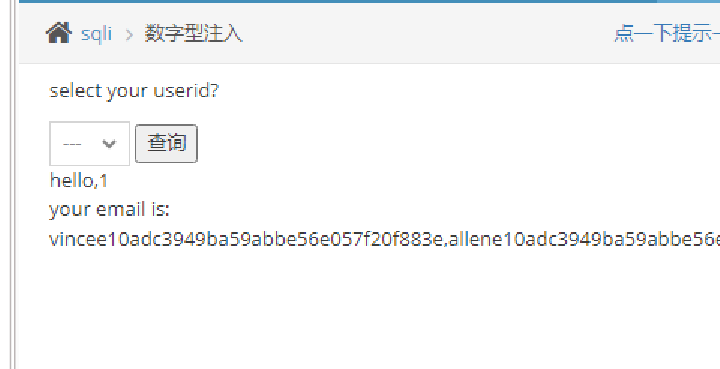 sqli > 数字型注入 点一下提示
select your userid?
--- 查询
hello,1
your email is:
vincee10adc3949ba59abbe56e057f20f883e,allene10adc3949ba59abbe56e